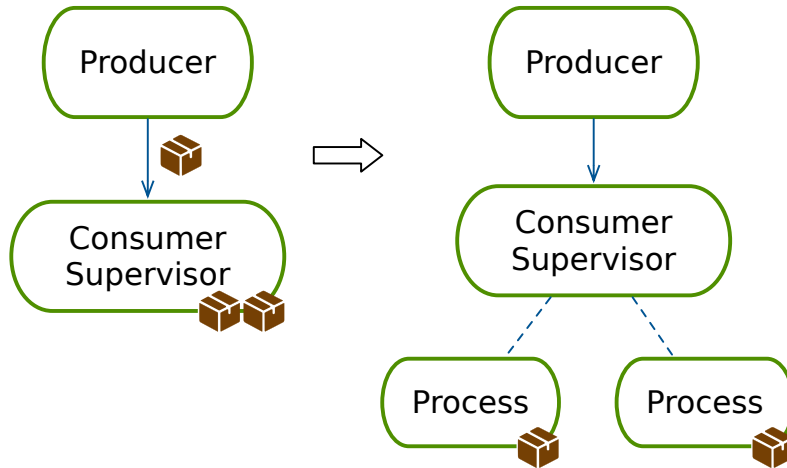 Producer
Consumer
Supervisor
Producer
Consumer
Supervisor
Process
Process